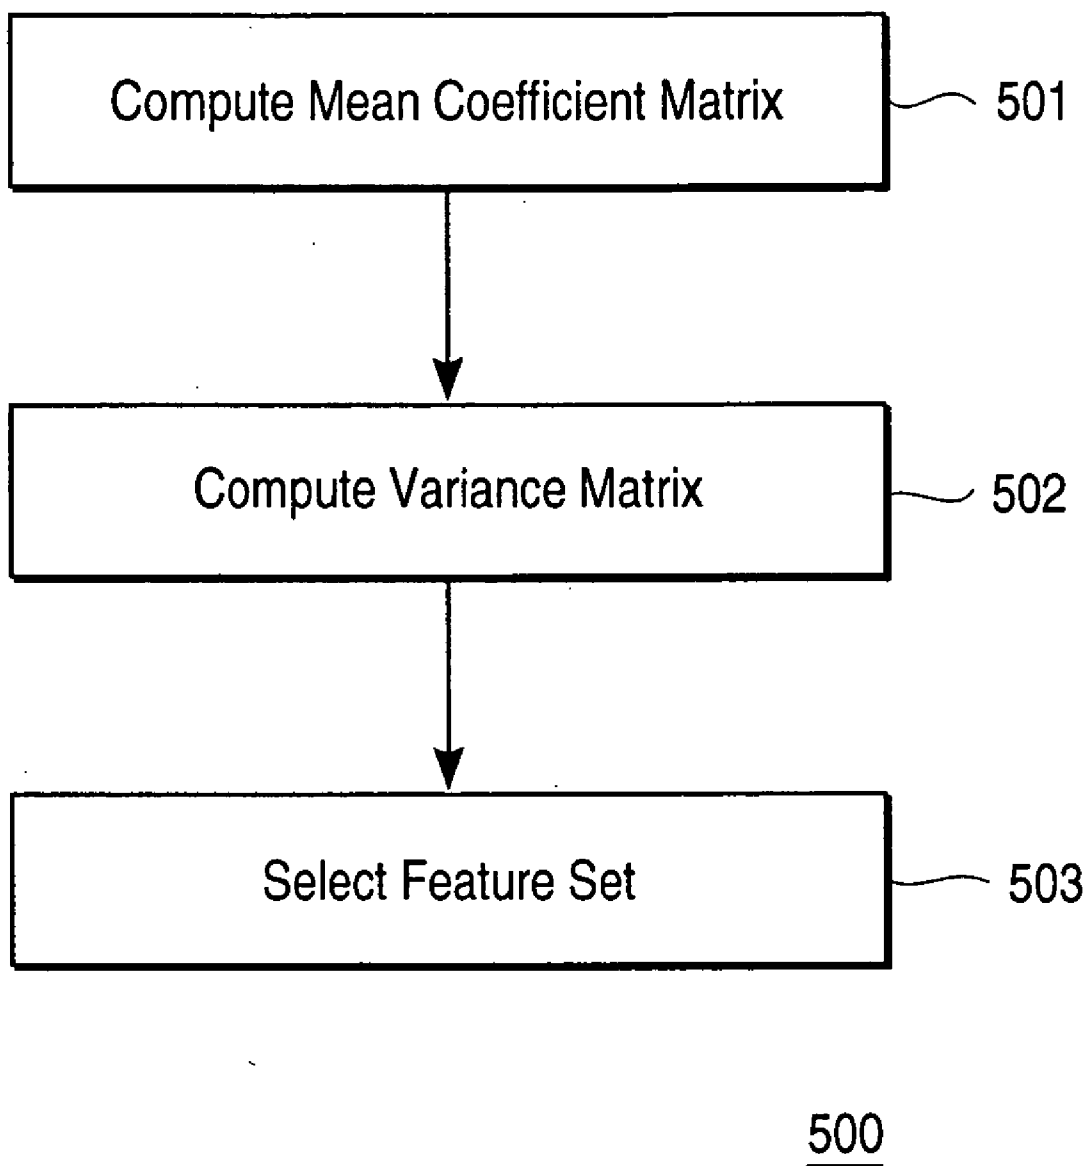 Compute Mean Coefficient Matrix
501
Compute Variance Matrix
502
Select Feature Set
503
500